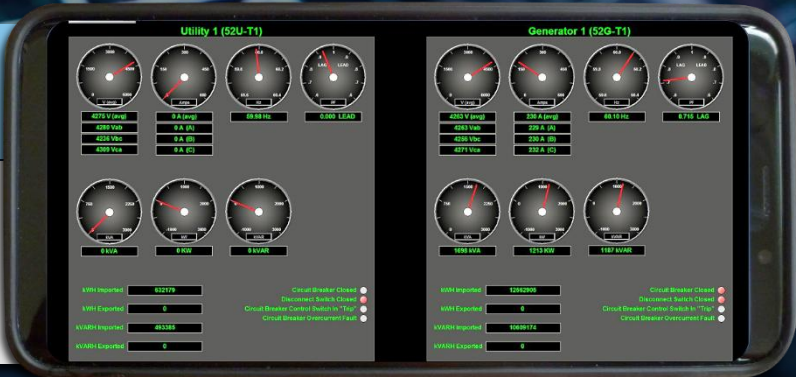 Utility 1 (52U-T1)
4275 V (avg)
4280 Vab
4236 Vbc
4309 Vca
0 A (avg)
0 A (A)
0 A (B)
0 A (C)
59.98 Hz
0.000 LEAD
0 kVA
0 KW
0 kVAR
kWH Imported 632179
kWH Exported 0
kVARH Imported 493385
kVARH Exported 0
Circuit Breaker Closed
Disconnect Switch Closed
Circuit Breaker Control Switch In "Trip"
Circuit Breaker Overcurrent Fault
Generator 1 (52G-T1)
4263 V (avg)
4263 Vab
4256 Vbc
4271 Vca
230 A (avg)
229 A (A)
230 A (B)
232 A (C)
60.10 Hz
0.715 LAG
1698 kVA
1213 KW
1187 kVAR
kWH Imported
kWH Exported 0
kVARH Imported 10609174
kVARH Exported 0
Circuit Breaker Closed
Disconnect Switch Closed
Circuit Breaker Control Switch In "Trip"
Circuit Breaker Overcurrent Fault